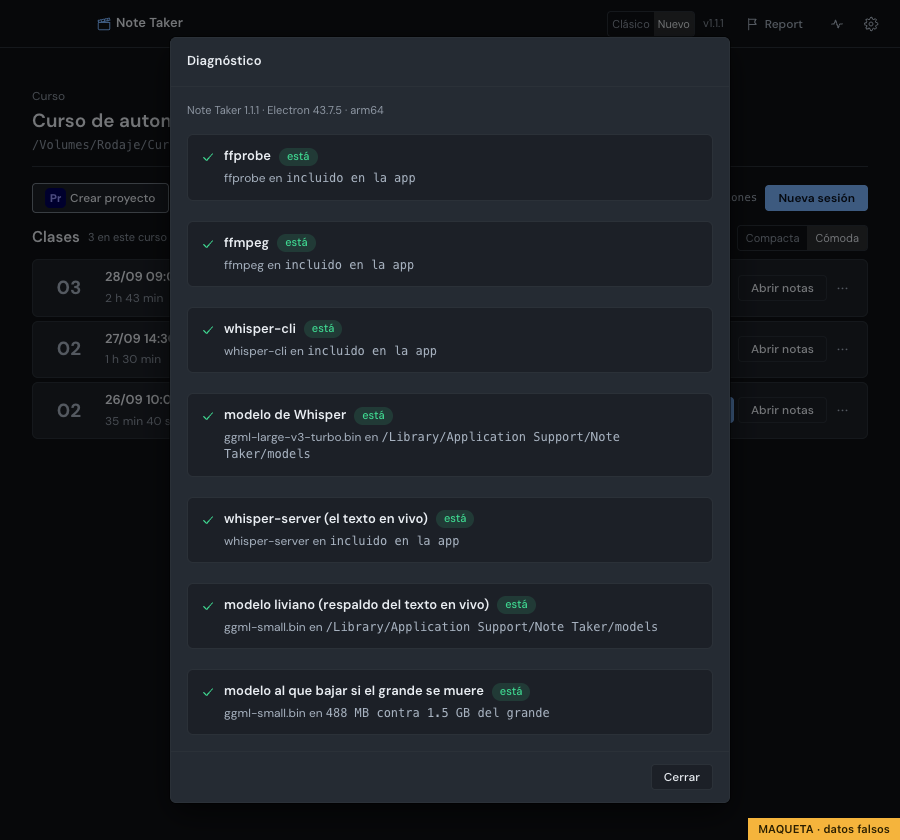 Note Taker
Clásico Nuevo v1.1.1 Report
Diagnóstico
Note Taker 1.1.1 · Electron 43.7.5 · arm64
Curso
Curso de auton
/Volumes/Rodaje/Cur
Pr Crear proyecto
ones Nueva sesión
Clases 3 en este curso
Compacta Cómoda
03 28/09 09:0
2 h 43 min
Abrir notas ···
02 27/09 14:30
1 h 30 min
Abrir notas ···
02 26/09 10:0
35 min 40 s
Abrir notas ···
ffprobe está
ffprobe en incluido en la app
ffmpeg está
ffmpeg en incluido en la app
whisper-cli está
whisper-cli en incluido en la app
modelo de Whisper está
ggml-large-v3-turbo.bin en /Library/Application Support/Note
Taker/models
whisper-server (el texto en vivo) está
whisper-server en incluido en la app
modelo liviano (respaldo del texto en vivo) está
ggml-small.bin en /Library/Application Support/Note Taker/models
modelo al que bajar si el grande se muere está
ggml-small.bin en 488 MB contra 1.5 GB del grande
Cerrar
MAQUETA · datos falsos